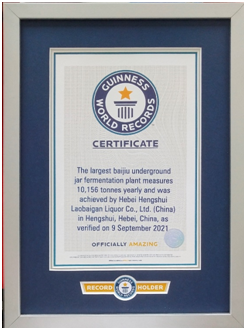 GUINNESS
WORLD RECORDS
CERTIFICATE
The largest baijiu underground
jar fermentation plant measures
10,156 tonnes yearly and was
achieved by Hebei Hengshui
Laobaigan Liquor Co., Ltd. (China)
in Hengshui, Hebei, China, as
verified on 9 September 2021
OFFICIALLY AMAZING
RECORD HOLDER